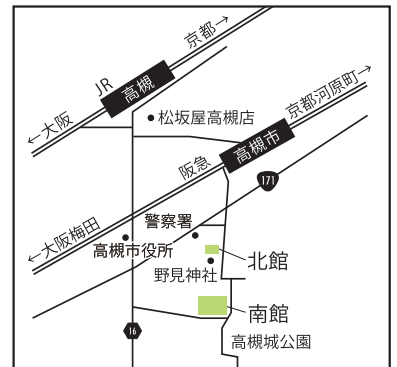 京都→
JR
高槻
←大阪
松坂屋高槻店
京都河原町→
高槻市
阪急
171
←大阪梅田
警察署
高槻市役所
北館
野見神社
南館
16
高槻城公園